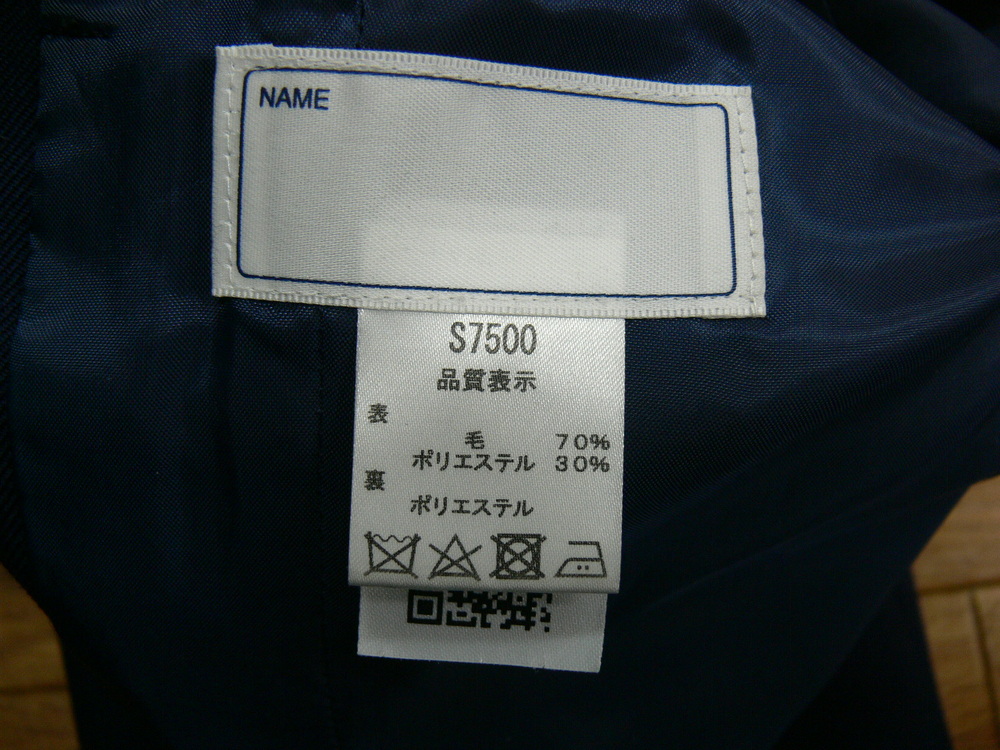 NAME
S7500
品質表示
表
毛 70%
ポリエステル 30%
裏
ポリエステル